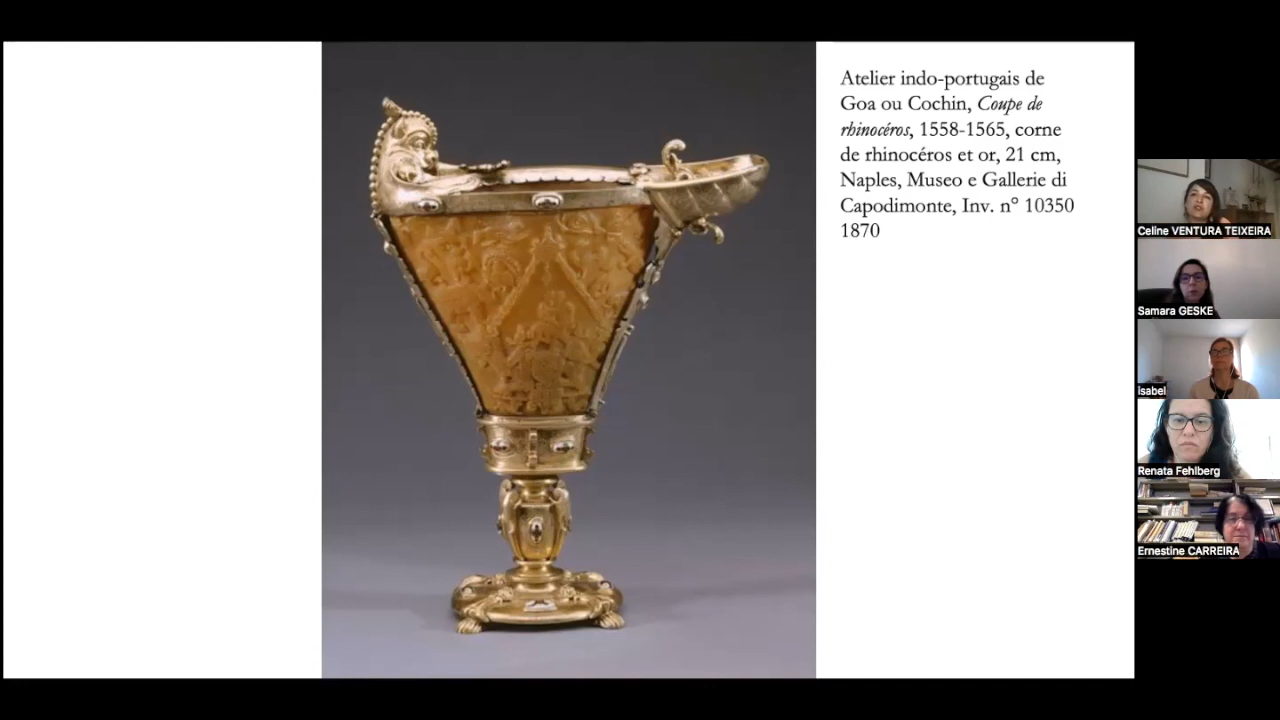 Atelier indo-portugais de
Goa ou Cochin, Coupe de
rhinocéros, 1558-1565, corne
de rhinocéros et or, 21 cm,
Naples, Museo e Gallerie di
Capodimonte, Inv. n° 10350
1870
Celine VENTURA TEIXEIRA
Samara GESKE
isabel
Renata Fehlberg
Ernestine CARREIRA